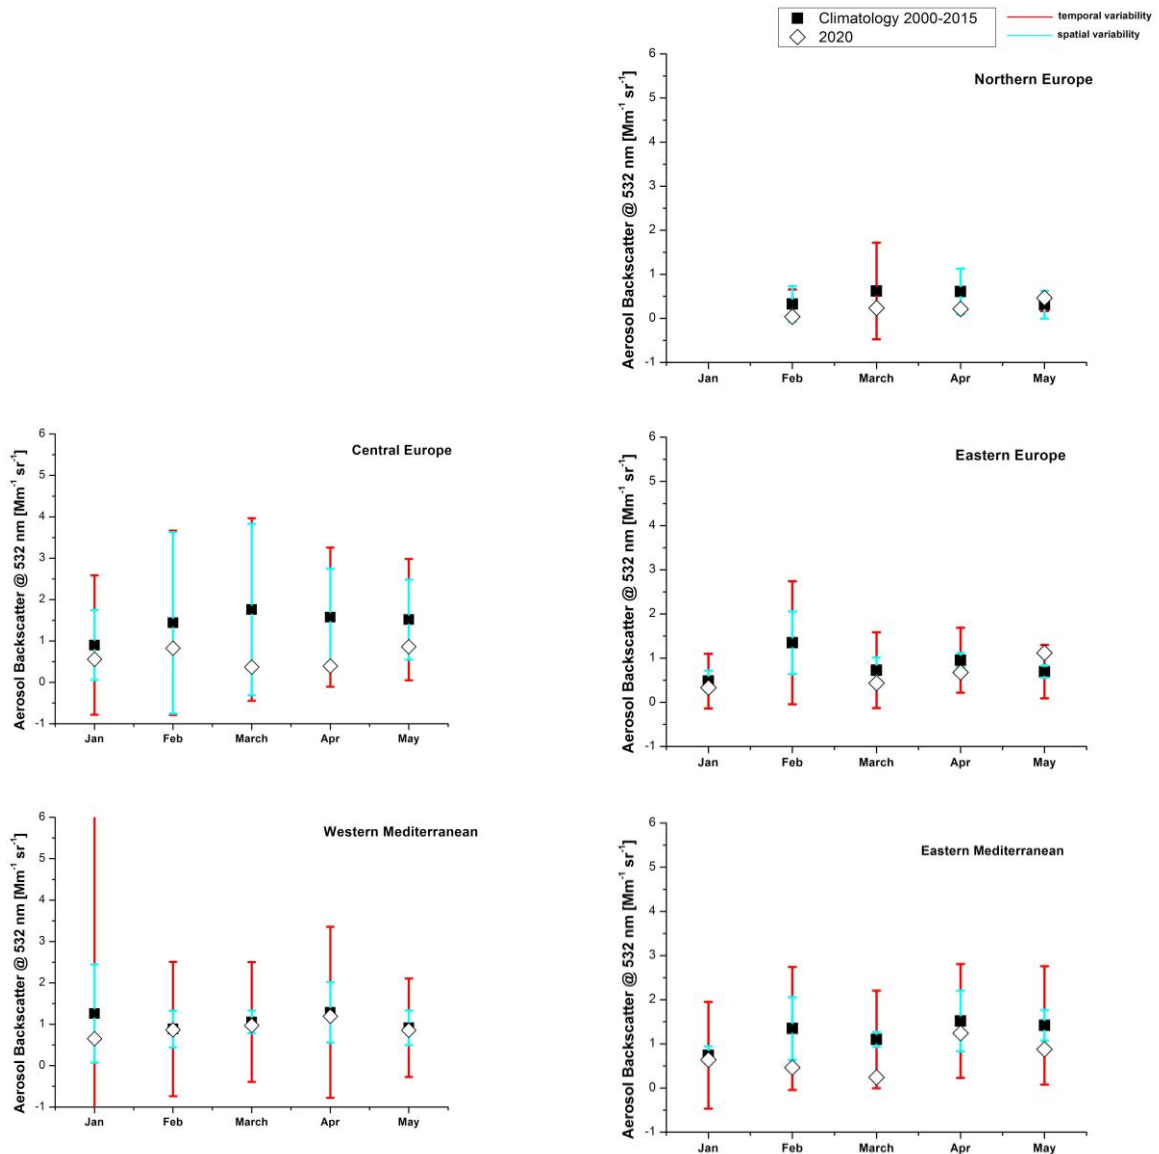 Climatology 2000-2015
2020
temporal variability
spatial variability
Northern Europe
Aerosol Backscatter @ 532 nm [Mm⁻¹ sr⁻¹]
6
5
4
3
2
1
0
-1
Jan Feb March Apr May
Central Europe
Aerosol Backscatter @ 532 nm [Mm⁻¹ sr⁻¹]
6
5
4
3
2
1
0
-1
Jan Feb March Apr May
Eastern Europe
Aerosol Backscatter @ 532 nm [Mm⁻¹ sr⁻¹]
6
5
4
3
2
1
0
-1
Jan Feb March Apr May
Western Mediterranean
Aerosol Backscatter @ 532 nm [Mm⁻¹ sr⁻¹]
6
5
4
3
2
1
0
-1
Jan Feb March Apr May
Eastern Mediterranean
Aerosol Backscatter @ 532 nm [Mm⁻¹ sr⁻¹]
6
5
4
3
2
1
0
-1
Jan Feb March Apr May